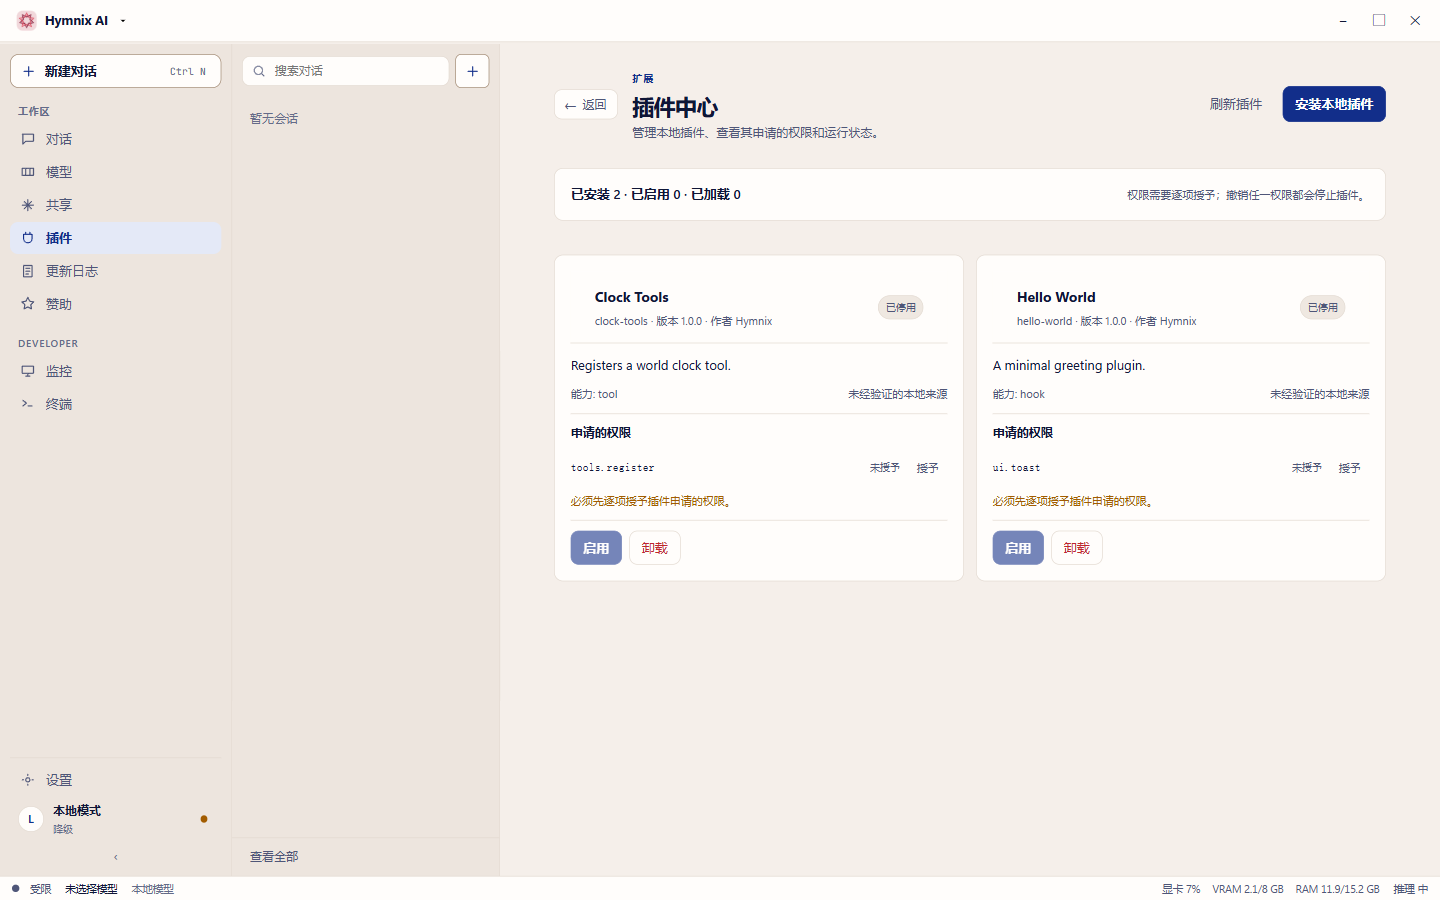 Hymnix AI
新建对话 Ctrl N
工作区
对话
模型
共享
插件
更新日志
赞助
DEVELOPER
监控
终端
设置
L
本地模式
降级
搜索对话
暂无会话
查看全部
← 返回
扩展
插件中心
管理本地插件、查看其申请的权限和运行状态。
刷新插件
安装本地插件
已安装 2 · 已启用 0 · 已加载 0
权限需要逐项授予；撤销任一权限都会停止插件。
Clock Tools
clock-tools · 版本 1.0.0 · 作者 Hymnix
已停用
Registers a world clock tool.
能力: tool
未经验证的本地来源
申请的权限
tools.register
未授予
授予
必须先逐项授予插件申请的权限。
启用
卸载
Hello World
hello-world · 版本 1.0.0 · 作者 Hymnix
已停用
A minimal greeting plugin.
能力: hook
未经验证的本地来源
申请的权限
ui.toast
未授予
授予
必须先逐项授予插件申请的权限。
启用
卸载
受限 未选择模型 本地模型
显卡 7% VRAM 2.1/8 GB RAM 11.9/15.2 GB 推理 中